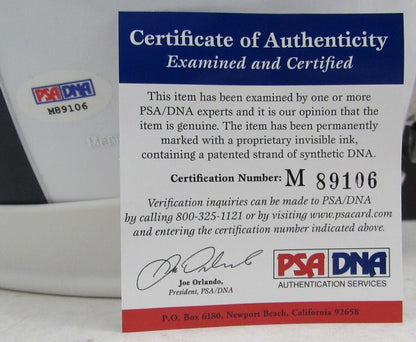 PSA/DNA
M89106
Certificate of Authenticity
Examined and Certified
This item has been examined by one or more
PSA/DNA experts and it is our opinion that the
item is genuine. The item has been permanently
marked with a proprietary invisible ink,
containing a patented strand of synthetic DNA.
Certification Number: M 89106
Verification inquiries can be made to PSA/DNA
by calling 800-325-1121 or by visiting www.psacard.com
and entering the certification number indicated above.
Joe Orlando,
President, PSA/DNA
PSA/DNA
AUTHENTICATION SERVICES
P.O. Box 6180, Newport Beach, California 92658